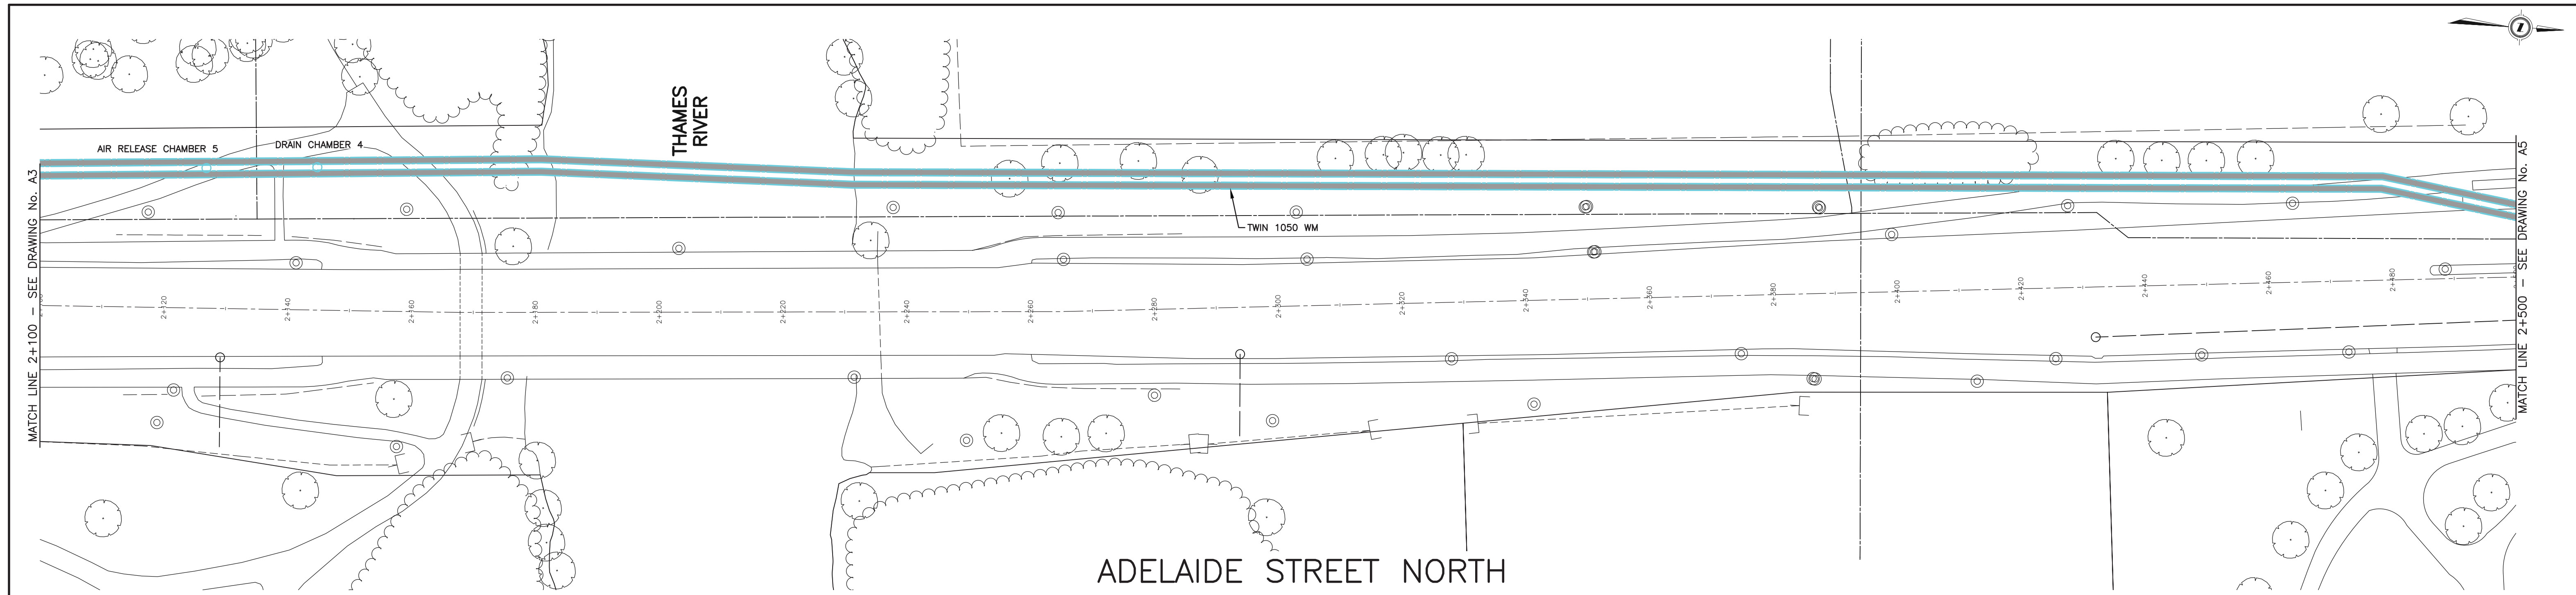 THAMES
RIVER
AIR RELEASE CHAMBER 5
DRAIN CHAMBER 4
TWIN 1050 WM
MATCH LINE 2+100 - SEE DRAWING No. A3
MATCH LINE 2+500 - SEE DRAWING No. A5
2+120
2+140
2+160
2+180
2+200
2+220
2+240
2+260
2+280
2+300
2+320
2+340
2+360
2+380
2+400
2+420
2+440
2+460
2+480
ADELAIDE STREET NORTH